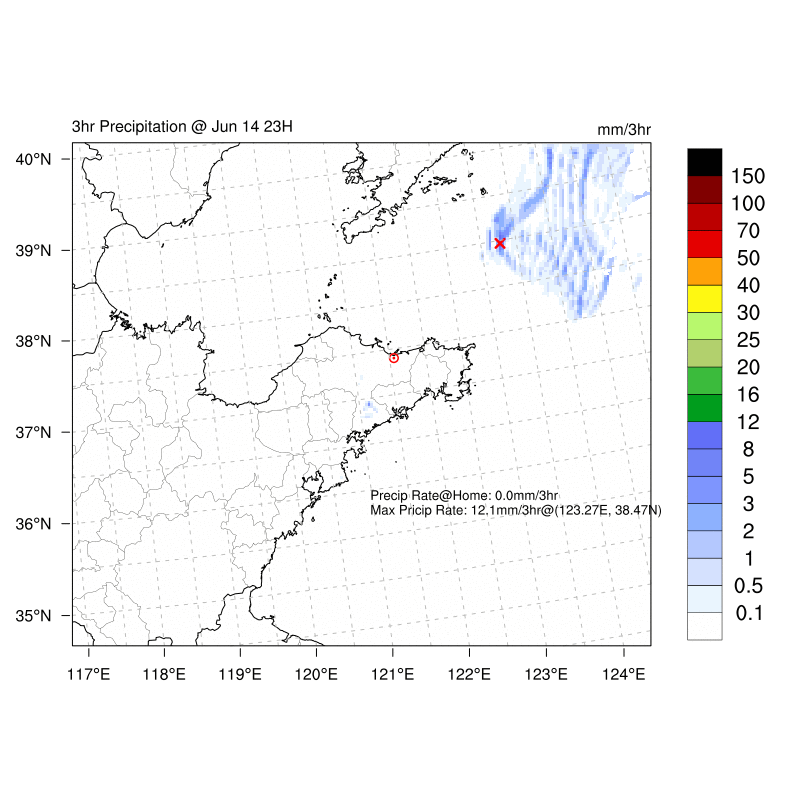 3hr Precipitation @ Jun 14 23H
mm/3hr
40°N
39°N
38°N
37°N
36°N
35°N
Precip Rate@Home: 0.0mm/3hr
Max Pricip Rate: 12.1mm/3hr@(123.27E, 38.47N)
117°E 118°E 119°E 120°E 121°E 122°E 123°E 124°E
150
100
70
50
40
30
25
20
16
12
8
5
3
2
1
0.5
0.1